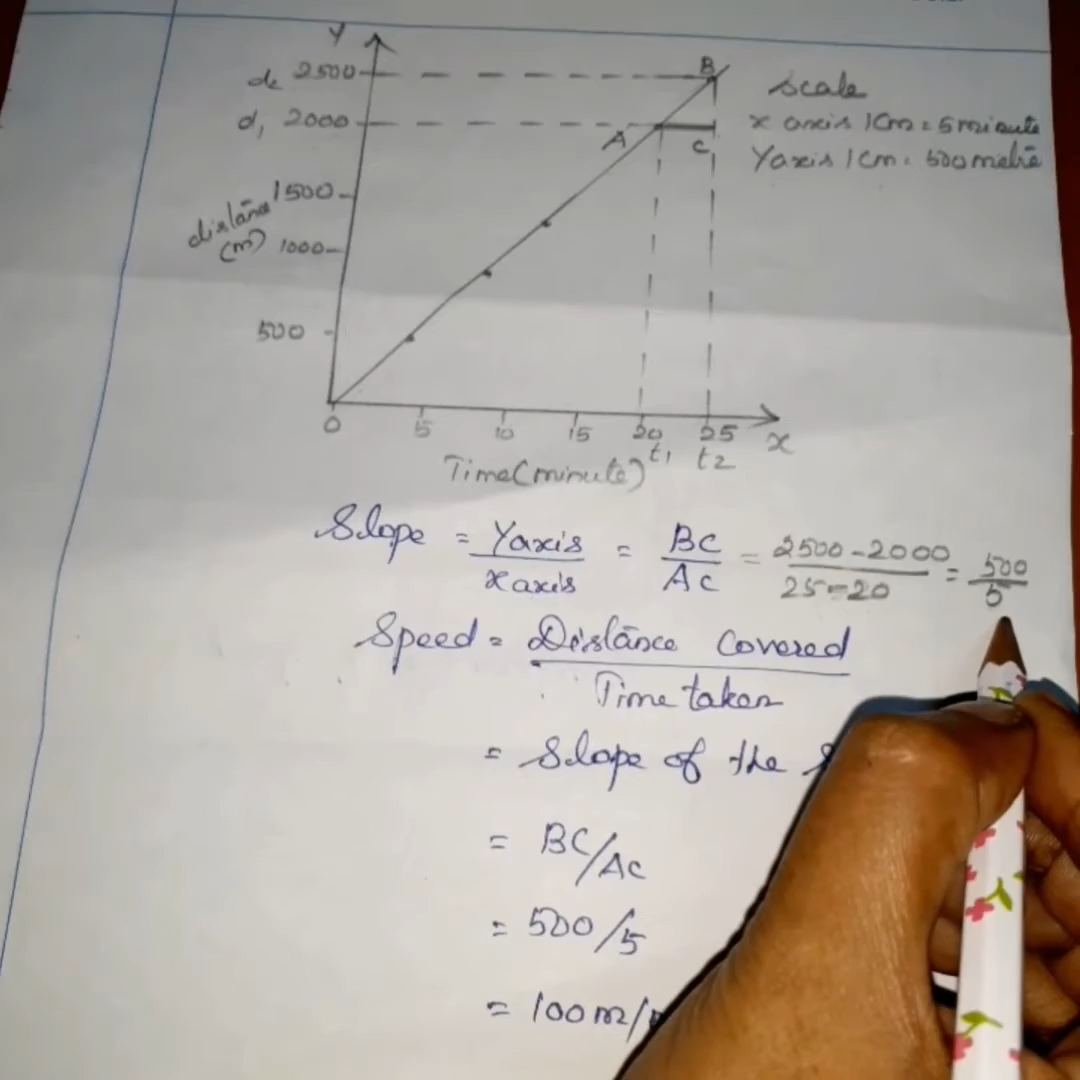 Y
d2 2500
B
scale
d1 2000
A
C
x axis 1cm = 5 minute
Yaxis 1cm = 500 metre
1500
distance
(m) 1000
500
0 5 10 15 20 25 x
t1 t2
Time(minute)
Slope = Yaxis / x axis = BC / AC = 2500-2000 / 25-20 = 500 / 5
Speed = Distance Covered
Time taken
= Slope of the
= BC/AC
= 500/5
= 100m/